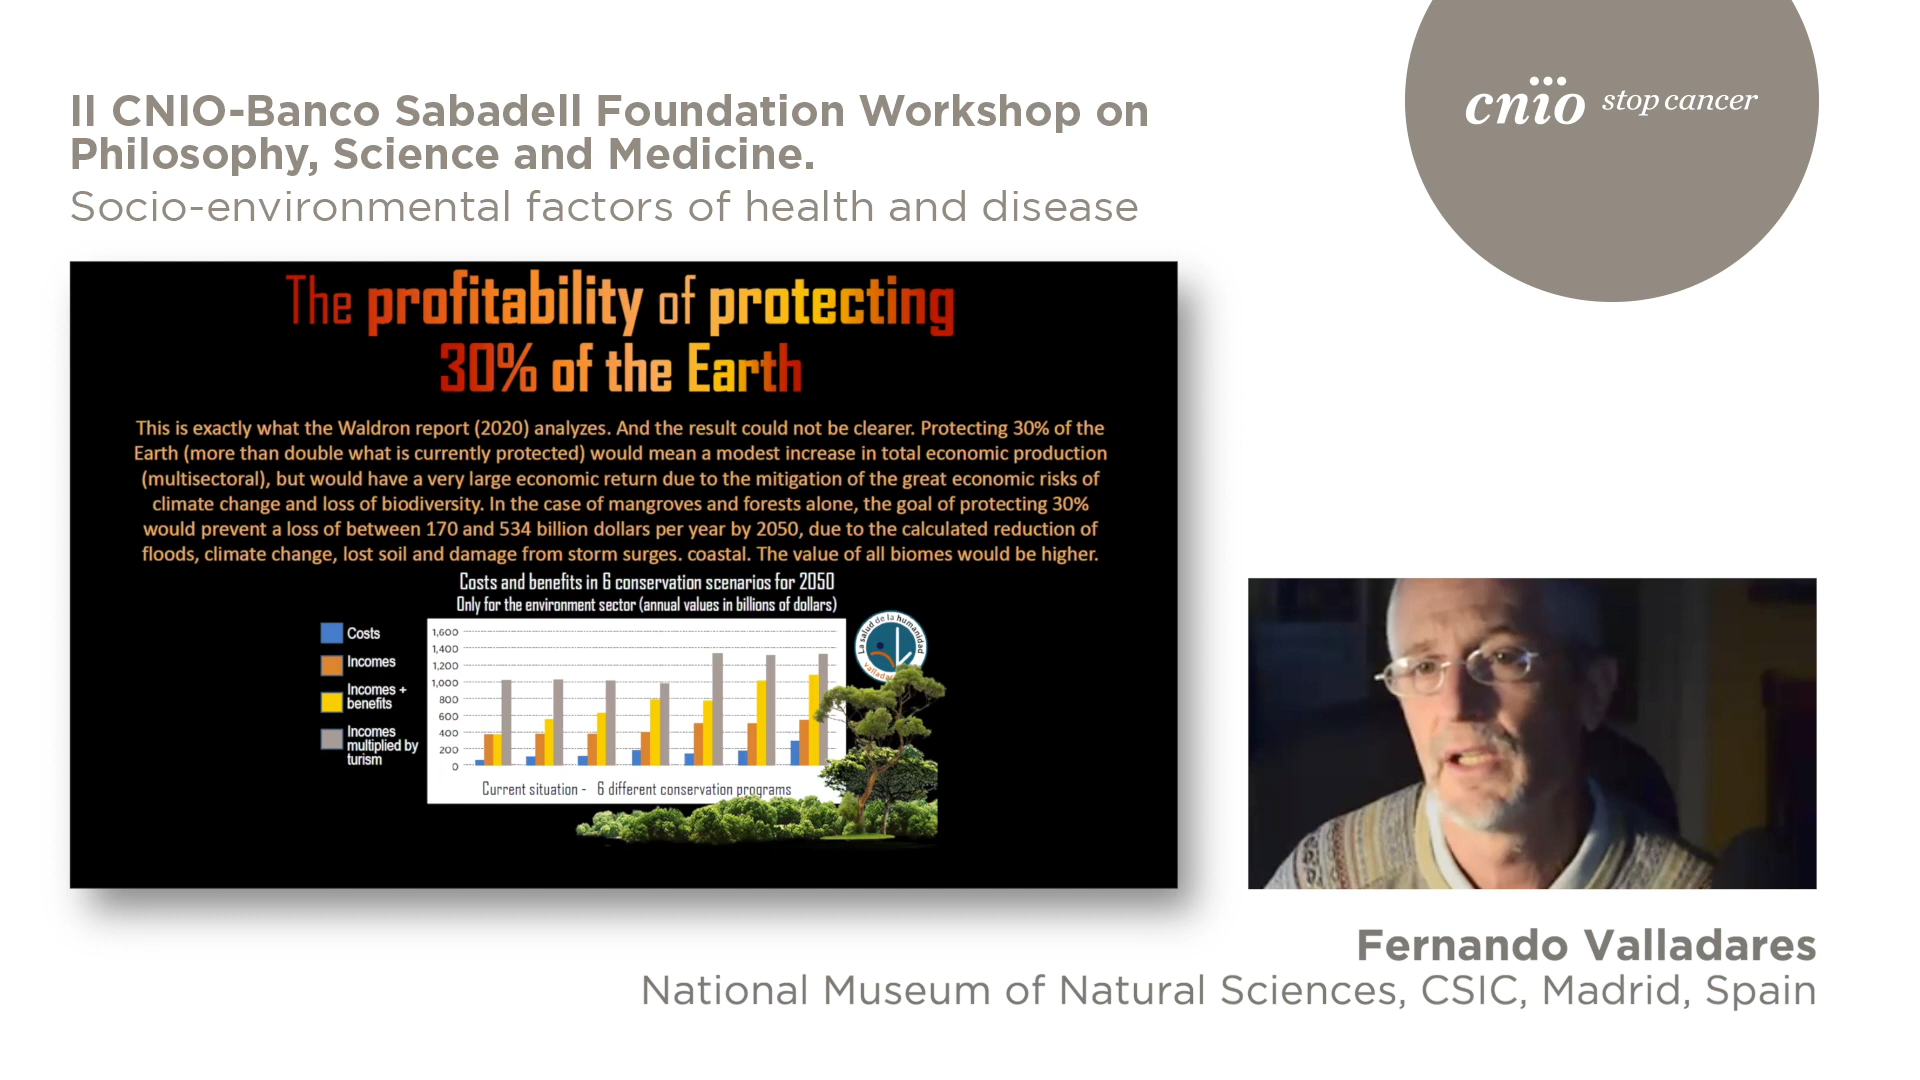 II CNIO-Banco Sabadell Foundation Workshop on
Philosophy, Science and Medicine.
Socio-environmental factors of health and disease
cnio stop cancer
The profitability of protecting
30% of the Earth
This is exactly what the Waldron report (2020) analyzes. And the result could not be clearer. Protecting 30% of the
Earth (more than double what is currently protected) would mean a modest increase in total economic production
(multisectoral), but would have a very large economic return due to the mitigation of the great economic risks of
climate change and loss of biodiversity. In the case of mangroves and forests alone, the goal of protecting 30%
would prevent a loss of between 170 and 534 billion dollars per year by 2050, due to the calculated reduction of
floods, climate change, lost soil and damage from storm surges. coastal. The value of all biomes would be higher.
Costs and benefits in 6 conservation scenarios for 2050
Only for the environment sector (annual values in billions of dollars)
Costs
Incomes
Incomes +
benefits
Incomes
multiplied by
turism
1,600
1,400
1,200
1,000
800
600
400
200
0
Current situation - 6 different conservation programs
La salud de la humanidad
Fernando Valladares
National Museum of Natural Sciences, CSIC, Madrid, Spain